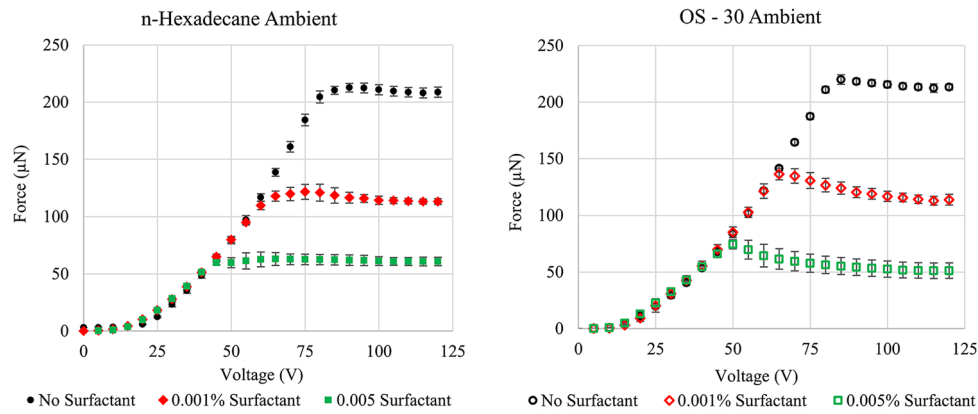 n-Hexadecane Ambient
250
200
150
100
50
0
Force (µN)
0 25 50 75 100 125
Voltage (V)
No Surfactant 0.001% Surfactant 0.005 Surfactant
OS - 30 Ambient
250
200
150
100
50
0
Force (µN)
0 25 50 75 100 125
Voltage (V)
No Surfactant 0.001% Surfactant 0.005% Surfactant